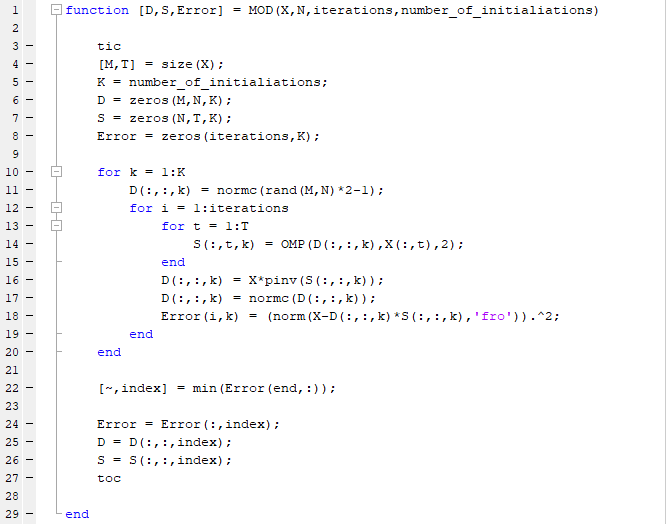 1 function [D,S,Error] = MOD(X,N,iterations,number_of_initialiations)
2
3 tic
4 [M,T] = size(X);
5 K = number_of_initialiations;
6 D = zeros(M,N,K);
7 S = zeros(N,T,K);
8 Error = zeros(iterations,K);
9
10 for k = 1:K
11 D(:,:,k) = normc(rand(M,N)*2-1);
12 for i = 1:iterations
13 for t = 1:T
14 S(:,t,k) = OMP(D(:,:,k),X(:,t),2);
15 end
16 D(:,:,k) = X*pinv(S(:,:,k));
17 D(:,:,k) = normc(D(:,:,k));
18 Error(i,k) = (norm(X-D(:,:,k)*S(:,:,k),'fro')).^2;
19 end
20 end
21
22 [~,index] = min(Error(end,:));
23
24 Error = Error(:,index);
25 D = D(:,:,index);
26 S = S(:,:,index);
27 toc
28
29 end